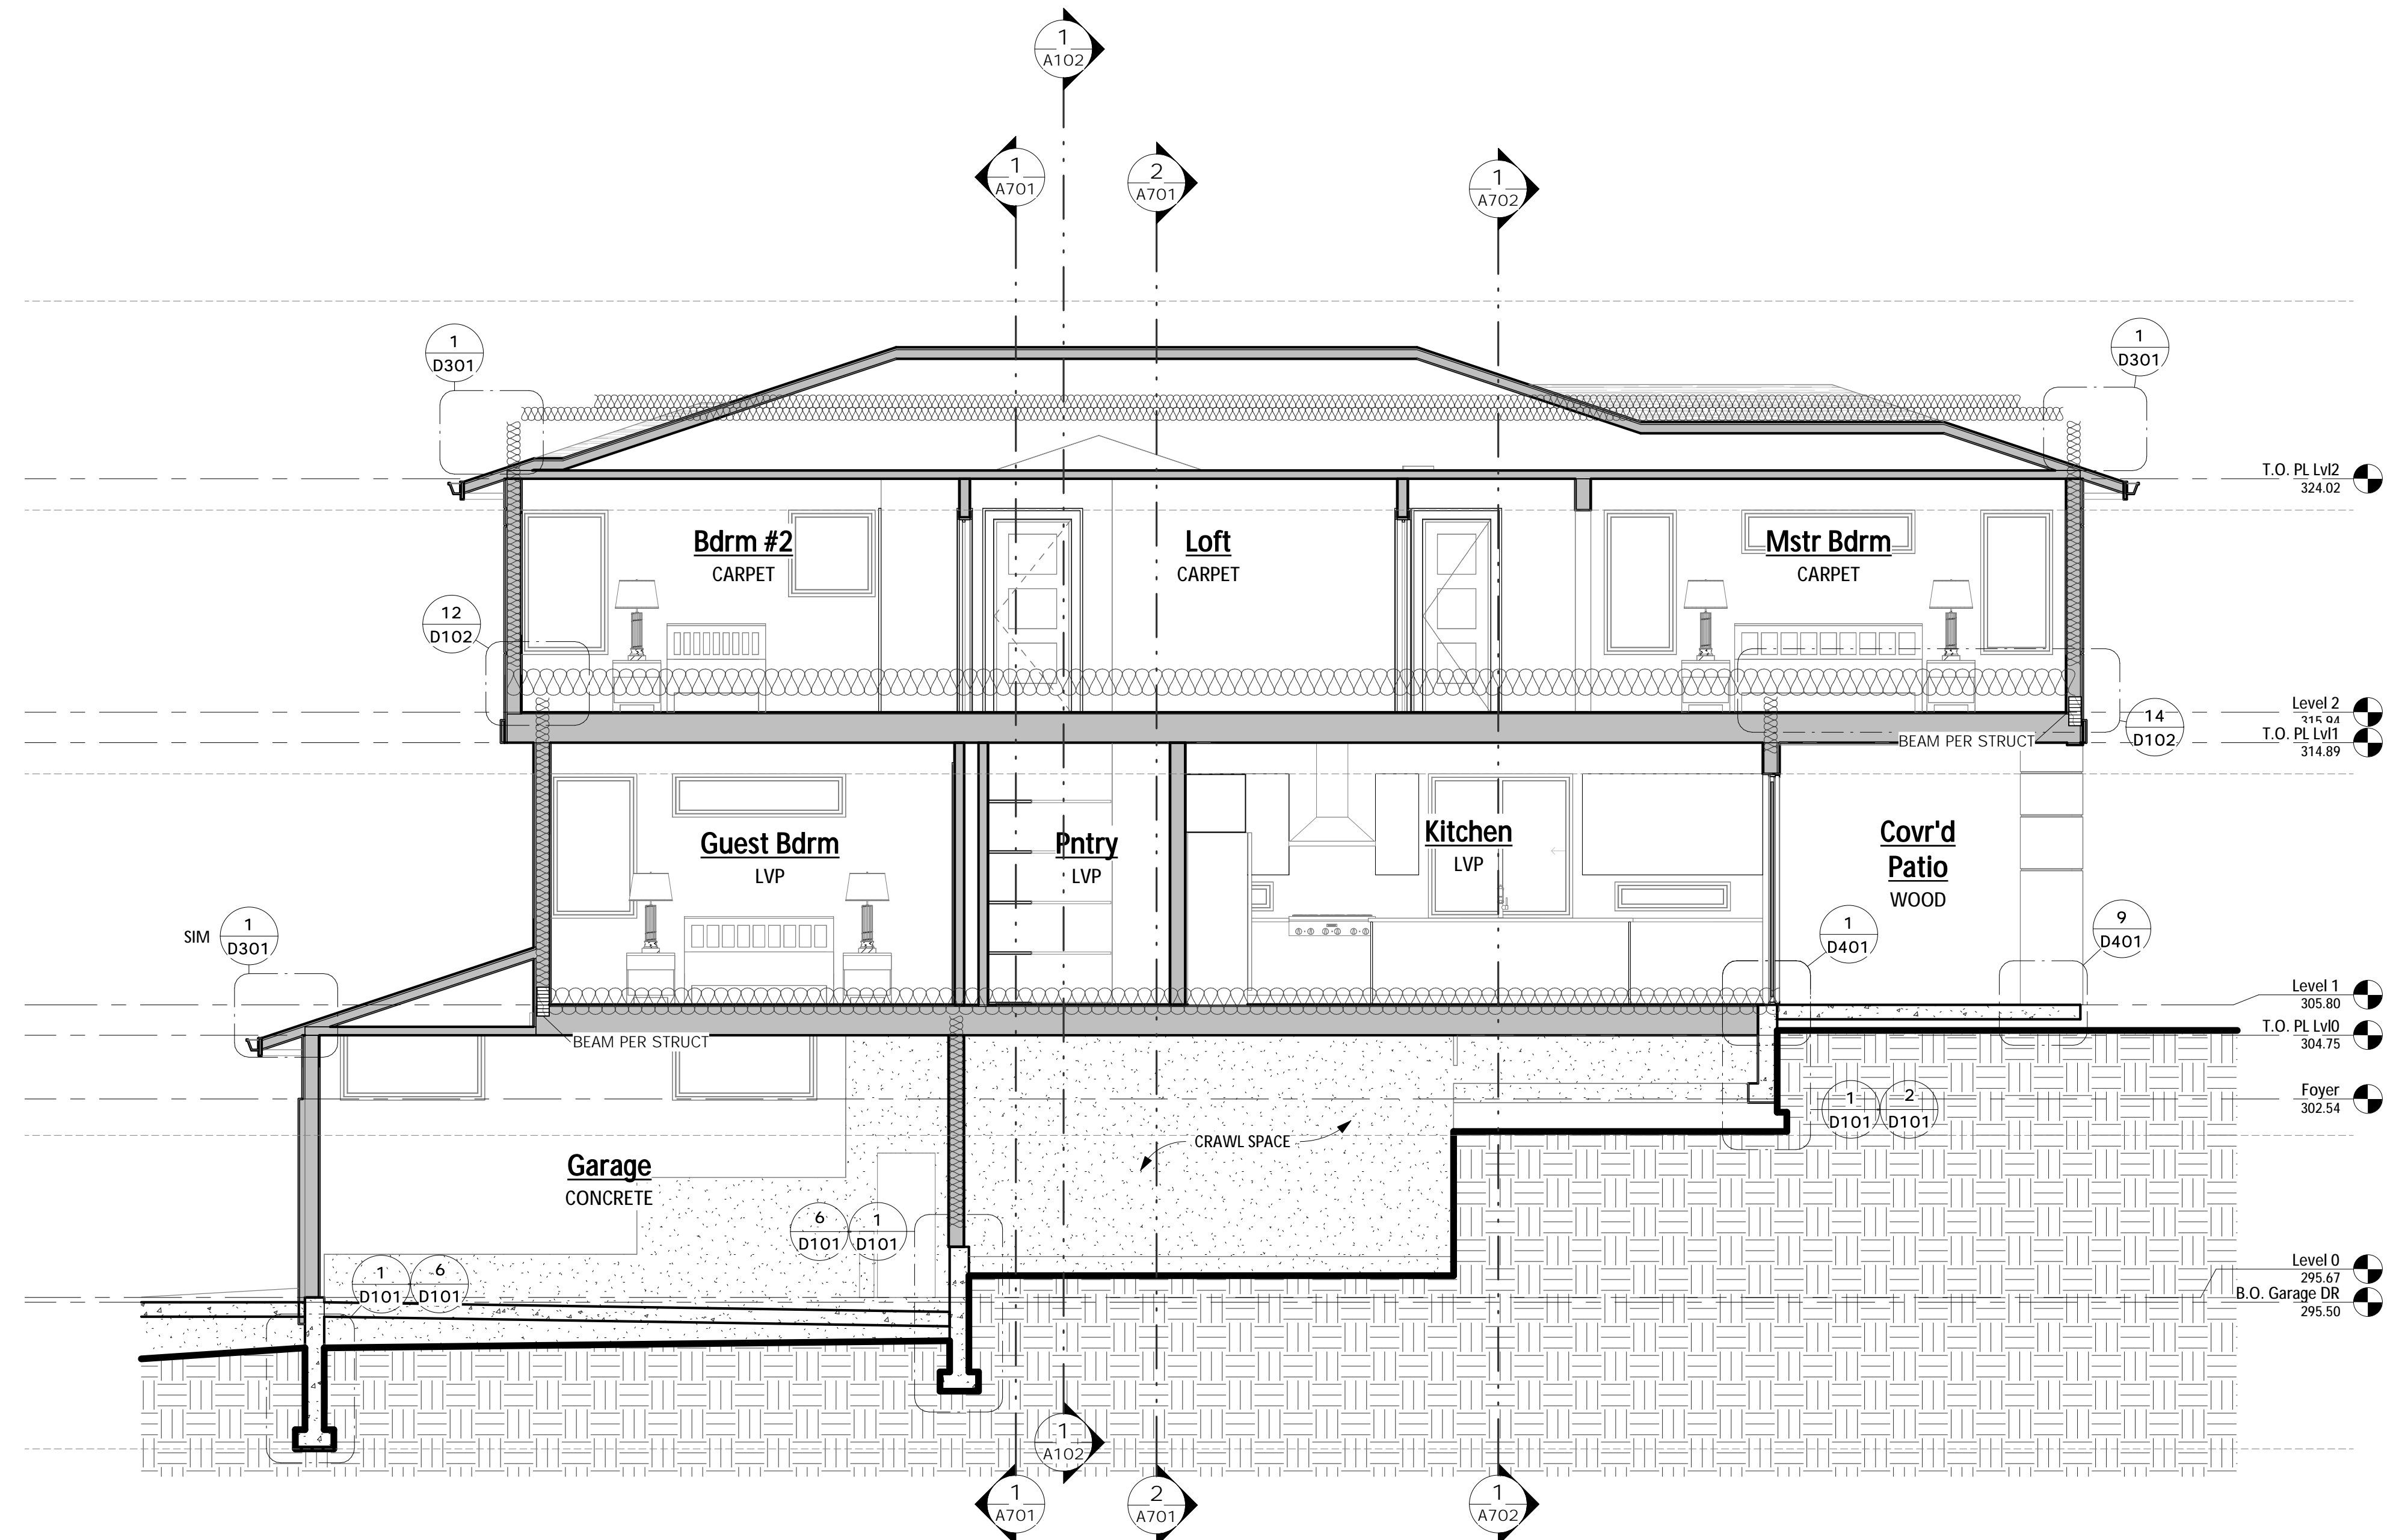 1
A102
1
A701
2
A701
1
A702
1
D301
1
D301
T.O. PL Lvl2
324.02
Bdrm #2
CARPET
Loft
CARPET
Mstr Bdrm
CARPET
12
D102
Level 2
315.94
14
D102
BEAM PER STRUCT
T.O. PL Lvl1
314.89
Guest Bdrm
LVP
Pntry
LVP
Kitchen
LVP
Covr'd
Patio
WOOD
SIM
1
D301
1
D401
9
D401
Level 1
305.80
BEAM PER STRUCT
T.O. PL Lvl0
304.75
Foyer
302.54
1
D101
2
D101
CRAWL SPACE
Garage
CONCRETE
6
D101
1
D101
1
D101
6
D101
Level 0
295.67
B.O. Garage DR
295.50
1
A102
1
A701
2
A701
1
A702